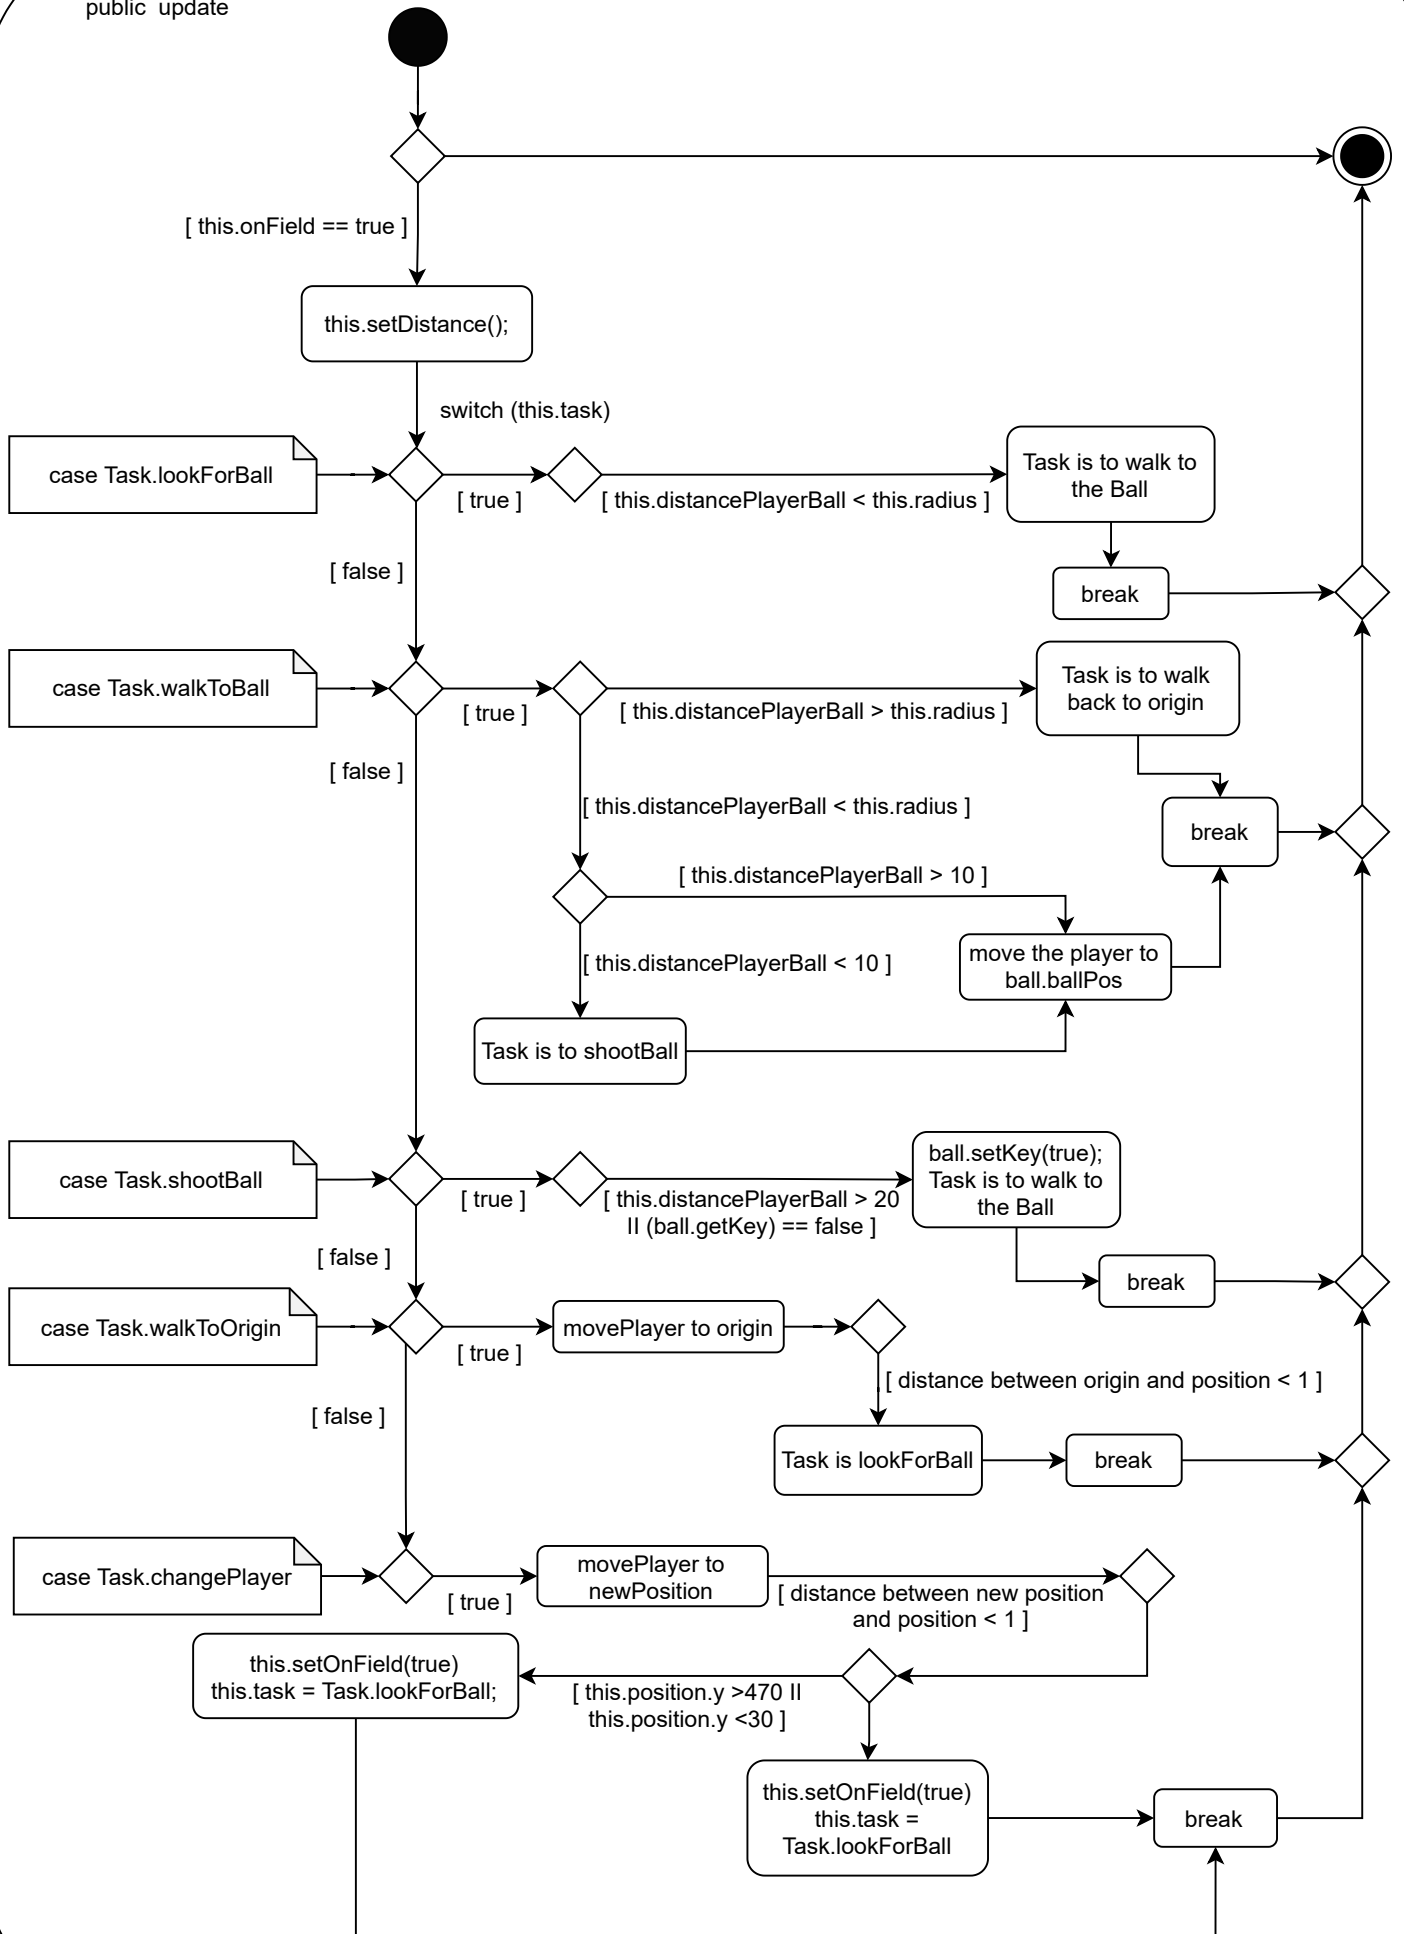 public  update
[ this.onField == true ]
this.setDistance();
switch (this.task)
case Task.lookForBall
[ true ]
[ this.distancePlayerBall < this.radius ]
Task is to walk to
the Ball
[ false ]
break
case Task.walkToBall
[ true ]
[ this.distancePlayerBall > this.radius ]
Task is to walk
back to origin
[ false ]
[ this.distancePlayerBall < this.radius ]
break
[ this.distancePlayerBall > 10 ]
[ this.distancePlayerBall < 10 ]
move the player to
ball.ballPos
Task is to shootBall
case Task.shootBall
[ true ]
[ this.distancePlayerBall > 20
II (ball.getKey) == false ]
ball.setKey(true);
Task is to walk to
the Ball
[ false ]
break
case Task.walkToOrigin
[ true ]
movePlayer to origin
[ distance between origin and position < 1 ]
[ false ]
Task is lookForBall
break
case Task.changePlayer
[ true ]
movePlayer to
newPosition
[ distance between new position
and position < 1 ]
this.setOnField(true)
this.task = Task.lookForBall;
[ this.position.y >470 II
this.position.y <30 ]
this.setOnField(true)
this.task =
Task.lookForBall
break